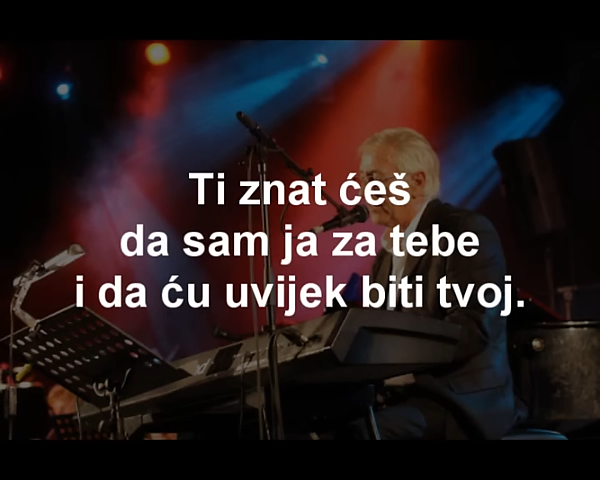 Ti znat ćeš
da sam ja za tebe
i da ću uvijek biti tvoj.